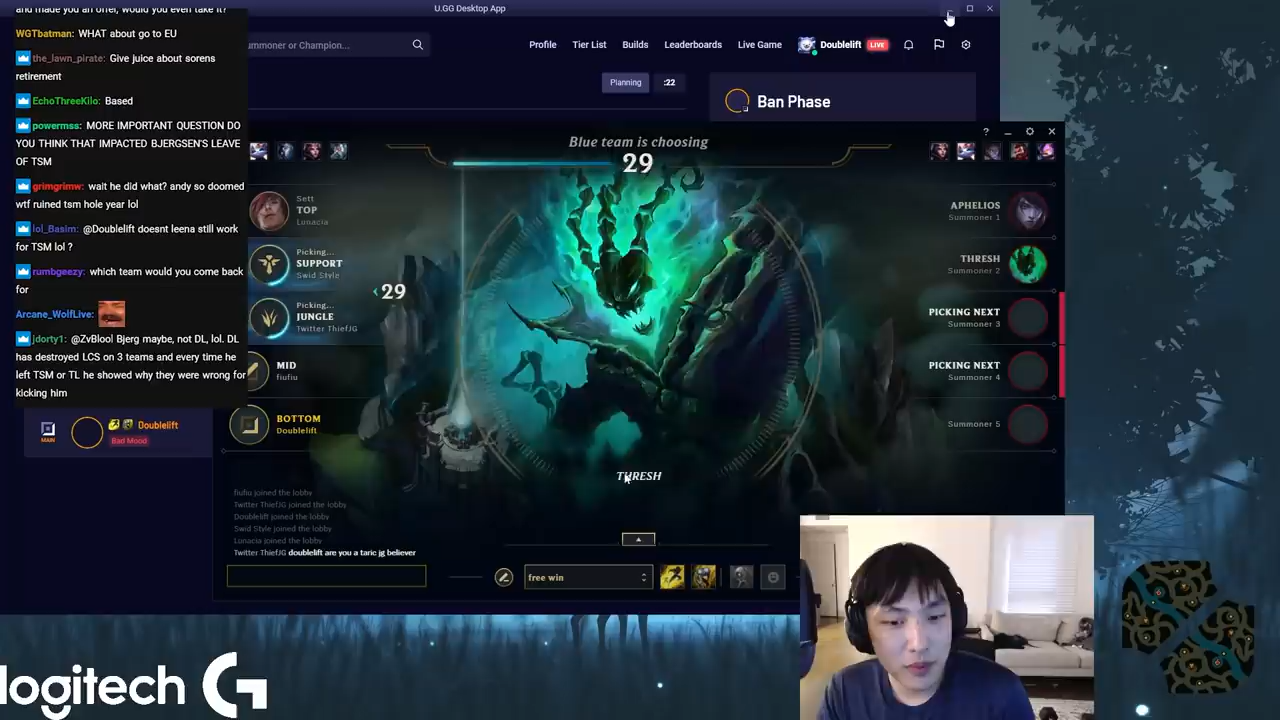 and made you an offer, would you even take it?
WGTbatman: WHAT about go to EU
the_lawn_pirate: Give juice about sorens
retirement
EchoThreeKilo: Based
powermss: MORE IMPORTANT QUESTION DO
YOU THINK THAT IMPACTED BJERGSEN'S LEAVE
OF TSM
grimgrimw: wait he did what? andy so doomed
wtf ruined tsm hole year lol
lol_Basim: @Doublelift doesnt leena still work
for TSM lol ?
rumbgeezy: which team would you come back
for
Arcane_WolfLive:
Jdorty1: @ZvBlool Bjerg maybe, not DL, lol. DL
has destroyed LCS on 3 teams and every time he
left TSM or TL he showed why they were wrong for
kicking him
U.GG Desktop App
ummoner or Champion...
Profile
Tier List
Builds
Leaderboards
Live Game
Doublelift
LIVE
Planning
:22
Ban Phase
Blue team is choosing
29
Sett
TOP
Lunacia
Picking...
SUPPORT
Swid Style
29
Picking...
JUNGLE
Twitter ThiefJG
MID
fiufiu
BOTTOM
Doublelift
APHELIOS
Summoner 1
THRESH
Summoner 2
PICKING NEXT
Summoner 3
PICKING NEXT
Summoner 4
Summoner 5
THRESH
MAIN
Doublelift
Bad Mood
fiufiu joined the lobby
Twitter ThiefJG joined the lobby
Doublelift joined the lobby
Swid Style joined the lobby
Lunacia joined the lobby
Twitter ThiefJG doublelift are you a taric jg believer
free win
logitech G